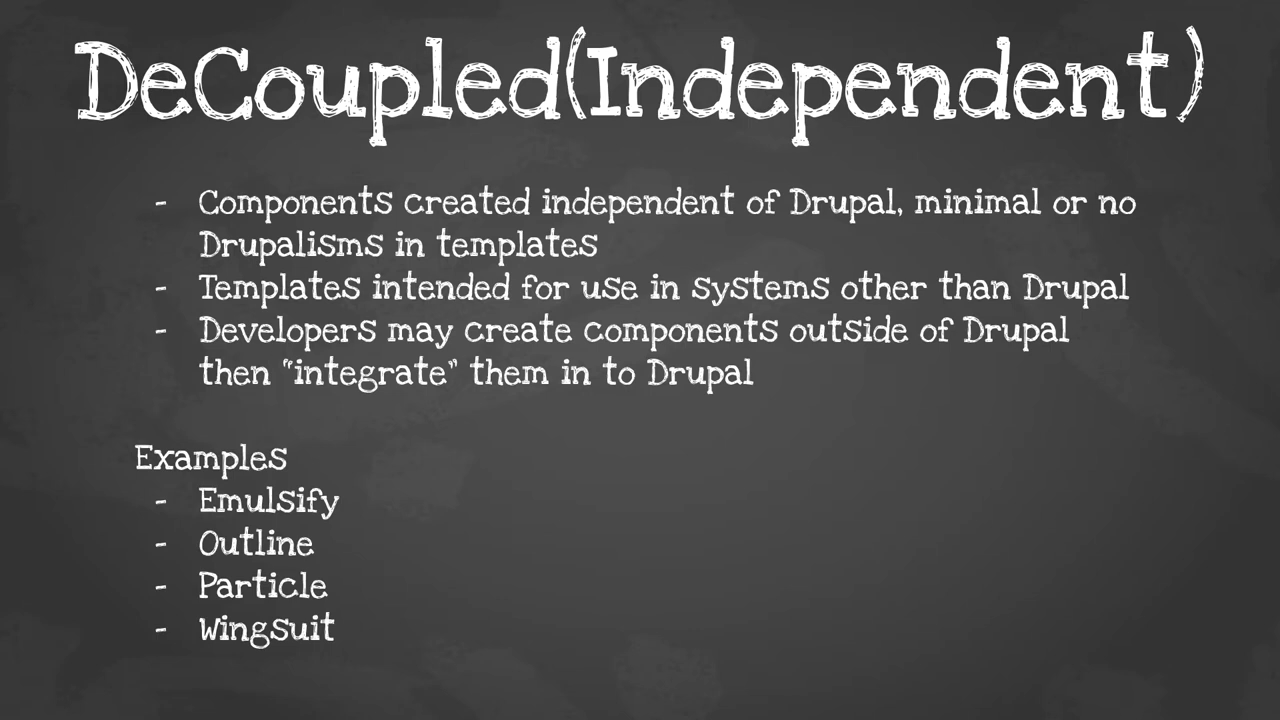 DeCoupled(Independent)
- Components created independent of Drupal, minimal or no
Drupalisms in templates
- Templates intended for use in systems other than Drupal
- Developers may create components outside of Drupal
then "integrate" them in to Drupal
Examples
- Emulsify
- Outline
- Particle
- Wingsuit